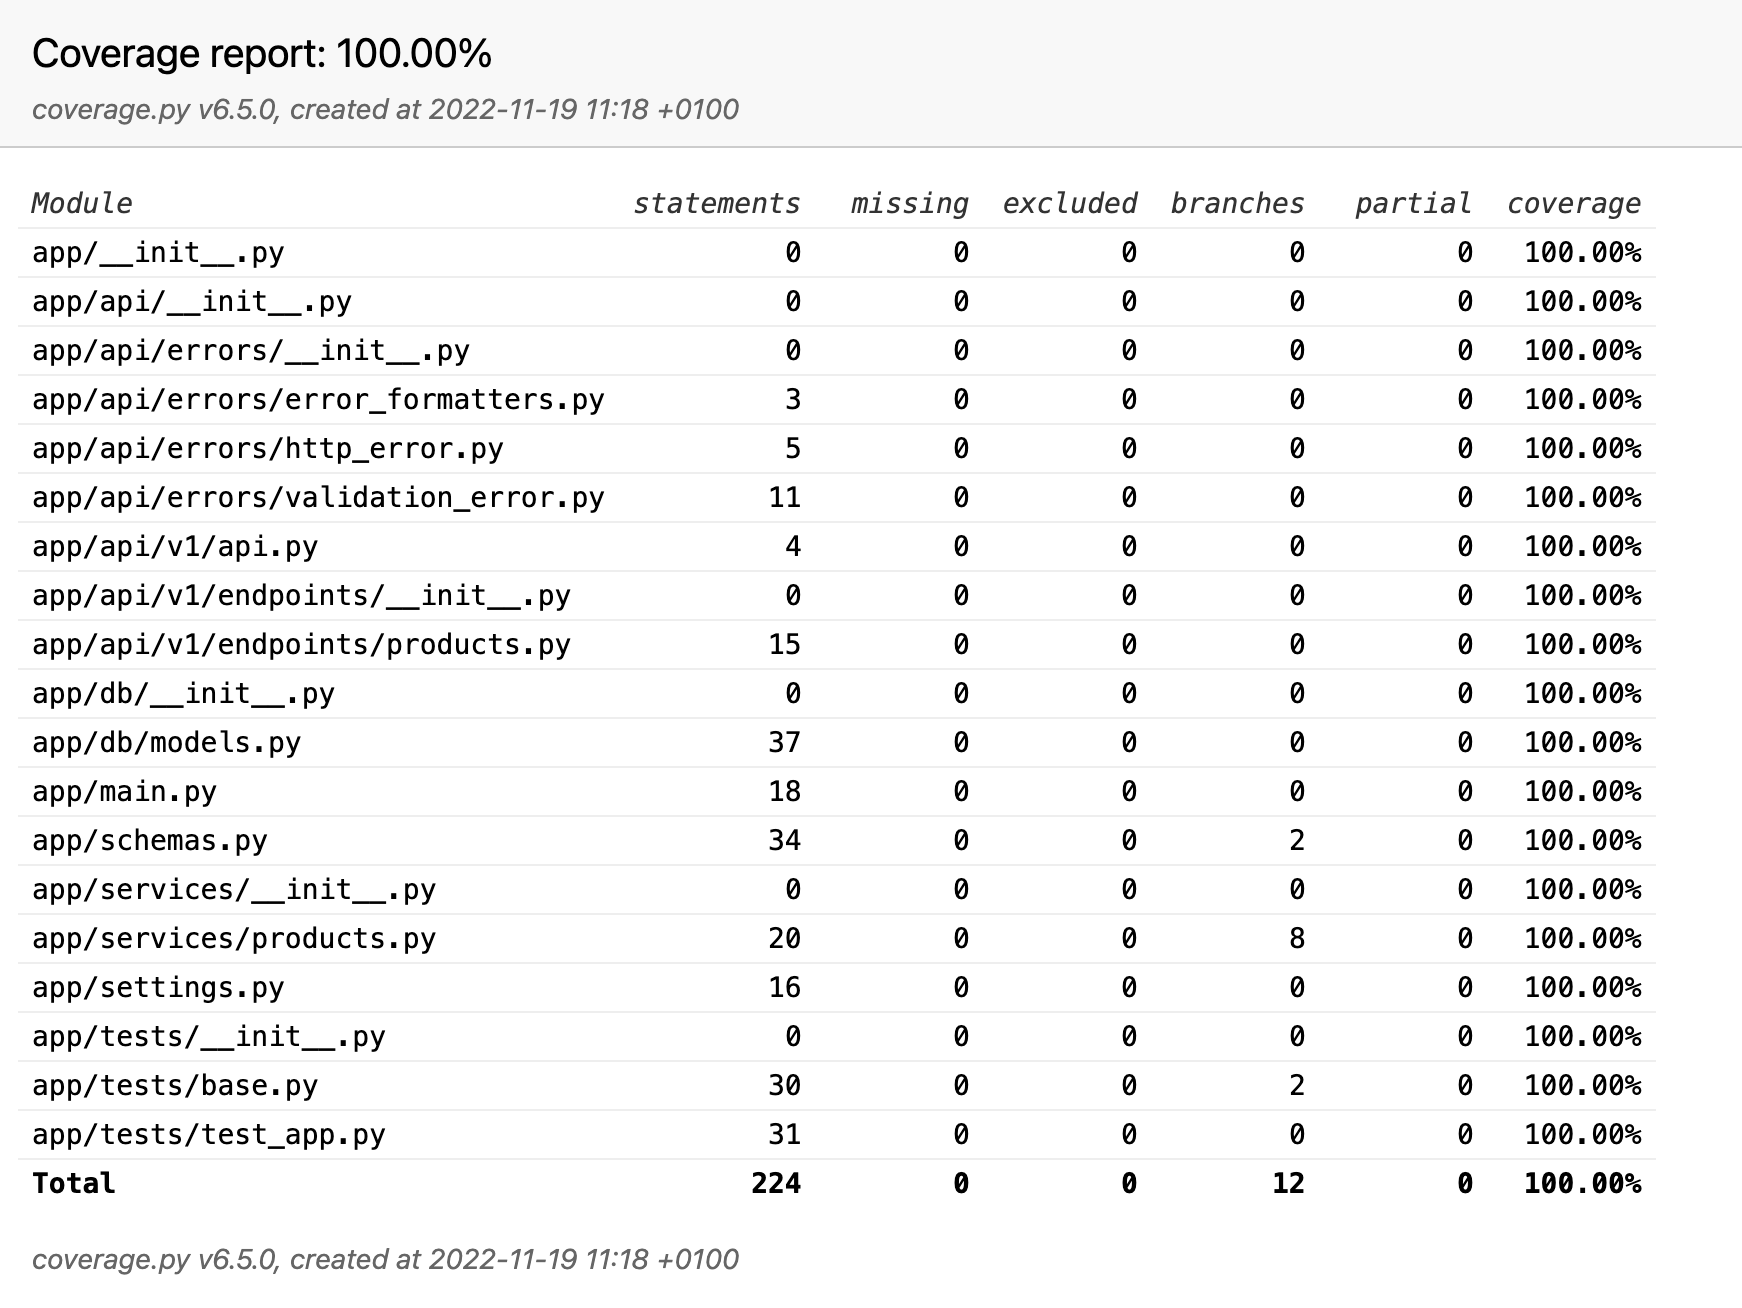 Coverage report: 100.00%
coverage.py v6.5.0, created at 2022-11-19 11:18 +0100
Module statements missing excluded branches partial coverage
app/__init__.py 0 0 0 0 0 100.00%
app/api/__init__.py 0 0 0 0 0 100.00%
app/api/errors/__init__.py 0 0 0 0 0 100.00%
app/api/errors/error_formatters.py 3 0 0 0 0 100.00%
app/api/errors/http_error.py 5 0 0 0 0 100.00%
app/api/errors/validation_error.py 11 0 0 0 0 100.00%
app/api/v1/api.py 4 0 0 0 0 100.00%
app/api/v1/endpoints/__init__.py 0 0 0 0 0 100.00%
app/api/v1/endpoints/products.py 15 0 0 0 0 100.00%
app/db/__init__.py 0 0 0 0 0 100.00%
app/db/models.py 37 0 0 0 0 100.00%
app/main.py 18 0 0 0 0 100.00%
app/schemas.py 34 0 0 2 0 100.00%
app/services/__init__.py 0 0 0 0 0 100.00%
app/services/products.py 20 0 0 8 0 100.00%
app/settings.py 16 0 0 0 0 100.00%
app/tests/__init__.py 0 0 0 0 0 100.00%
app/tests/base.py 30 0 0 2 0 100.00%
app/tests/test_app.py 31 0 0 0 0 100.00%
Total 224 0 0 12 0 100.00%
coverage.py v6.5.0, created at 2022-11-19 11:18 +0100